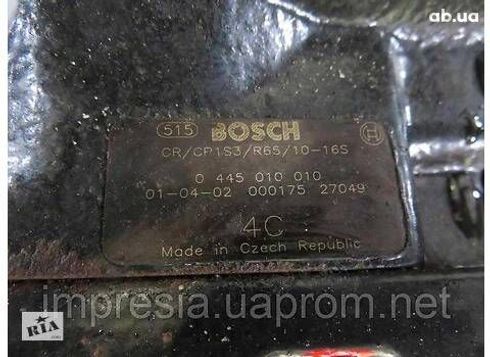 ab.ua
515 BOSCH H
CR/CP1S3/R65/10-16S
0 445 010 010
01-04-02 000175 27049
4C
Made in Czech Republic
impresia.uaprom.net
RIA
.com